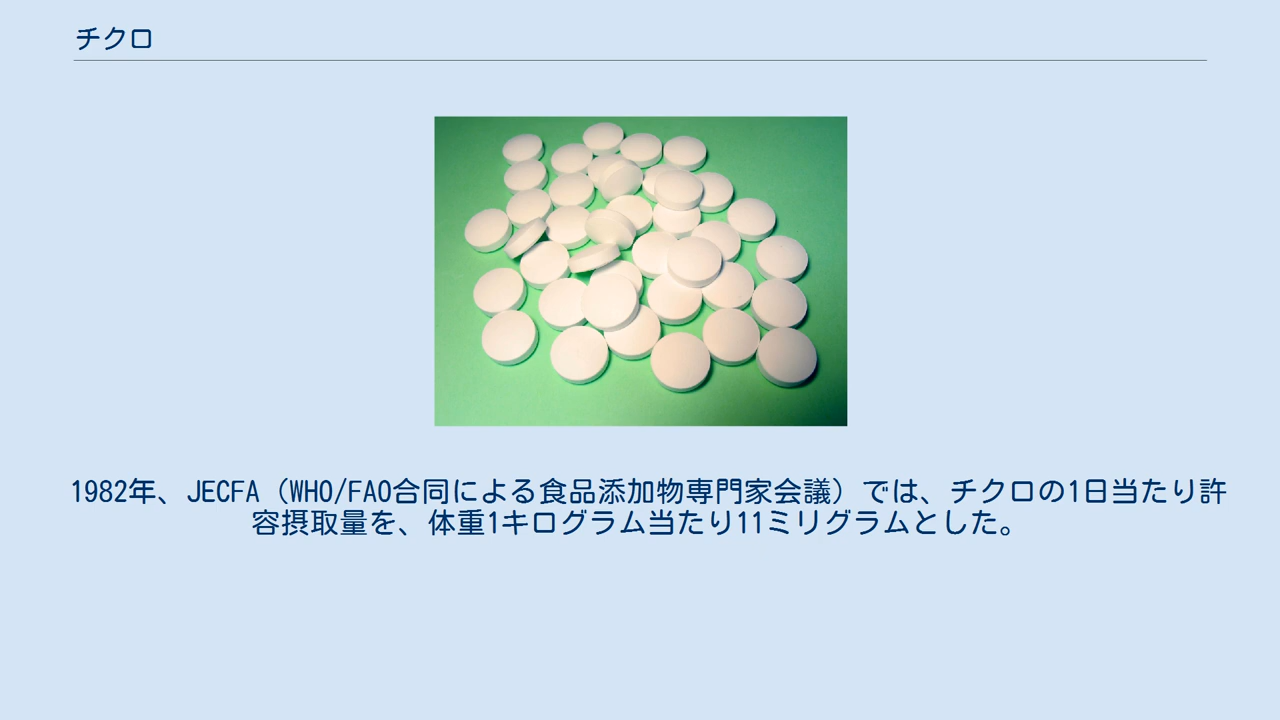 チクロ
1982年、JECFA（WHO/FAO合同による食品添加物専門家会議）では、チクロの1日当たり許
容摂取量を、体重1キログラム当たり11ミリグラムとした。